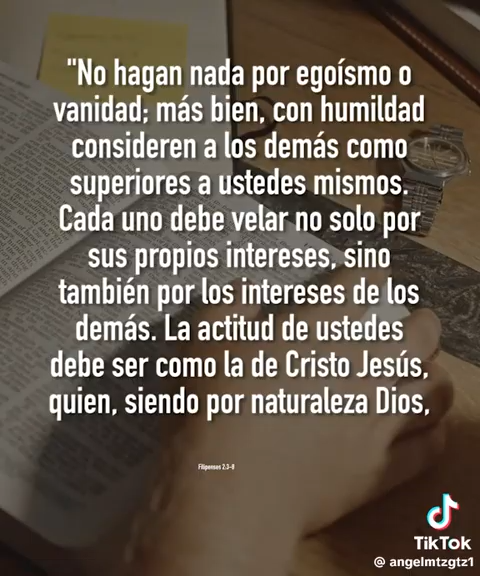 "No hagan nada por egoísmo o
vanidad; más bien, con humildad
consideren a los demás como
superiores a ustedes mismos.
Cada uno debe velar no solo por
sus propios intereses, sino
también por los intereses de los
demás. La actitud de ustedes
debe ser como la de Cristo Jesús,
quien, siendo por naturaleza Dios,
Filipenses 2:3-8
TikTok
@ angelmtzgtz1